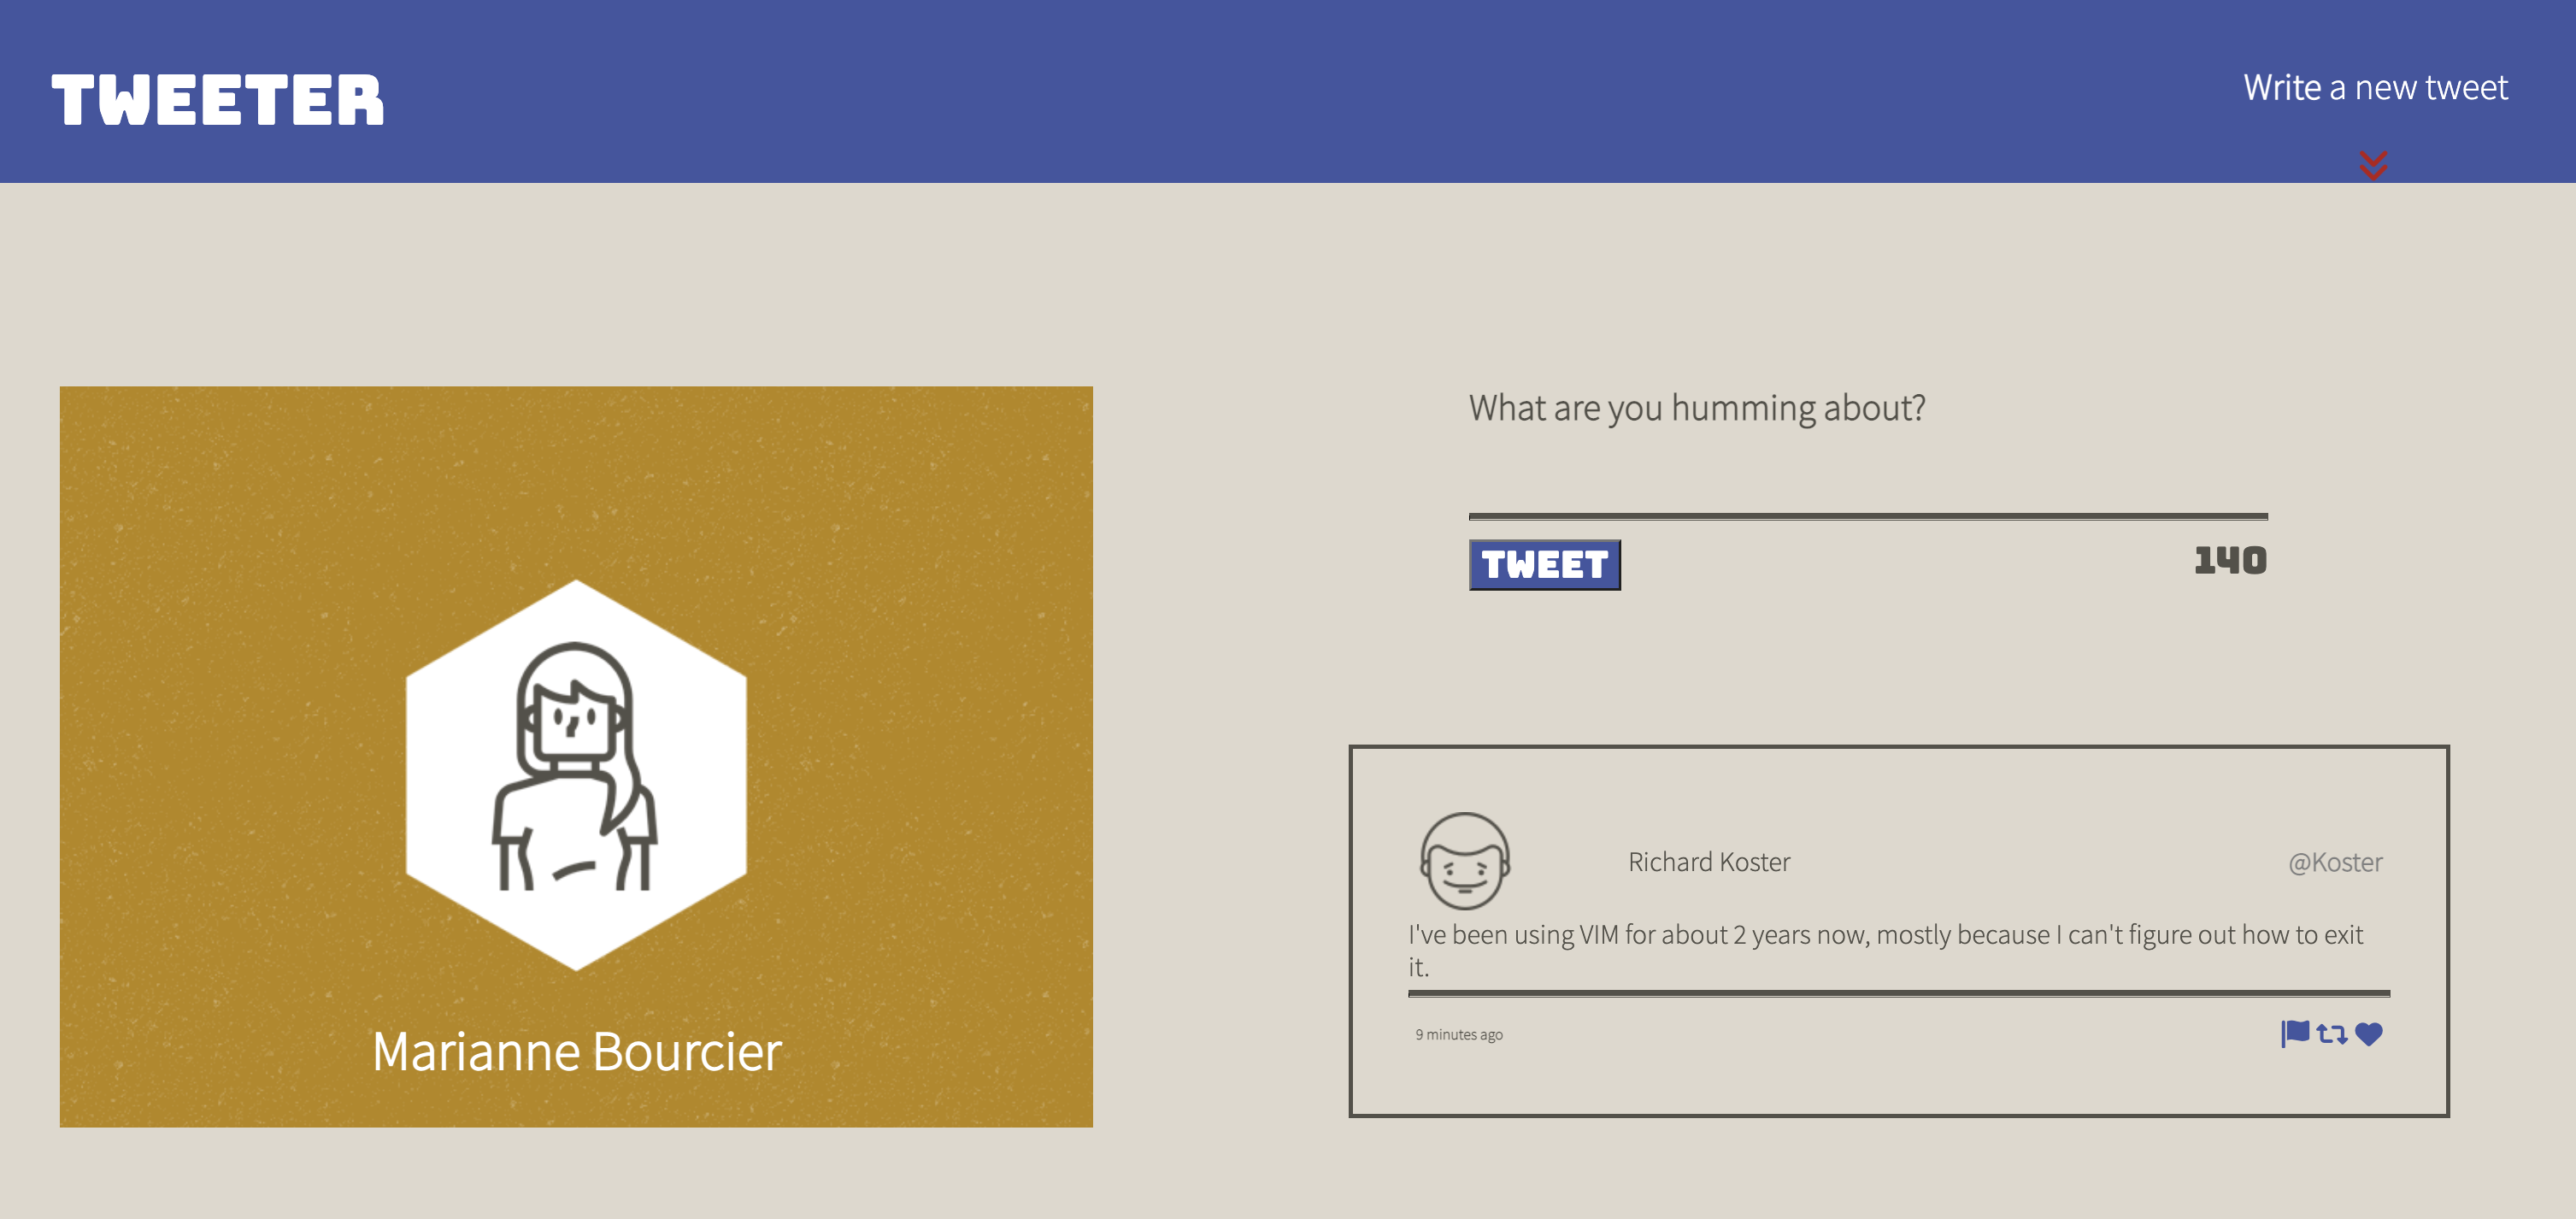 TWEETER
Write a new tweet
What are you humming about?
TWEET
140
Marianne Bourcier
Richard Koster
@Koster
I've been using VIM for about 2 years now, mostly because I can't figure out how to exit
it.
9 minutes ago